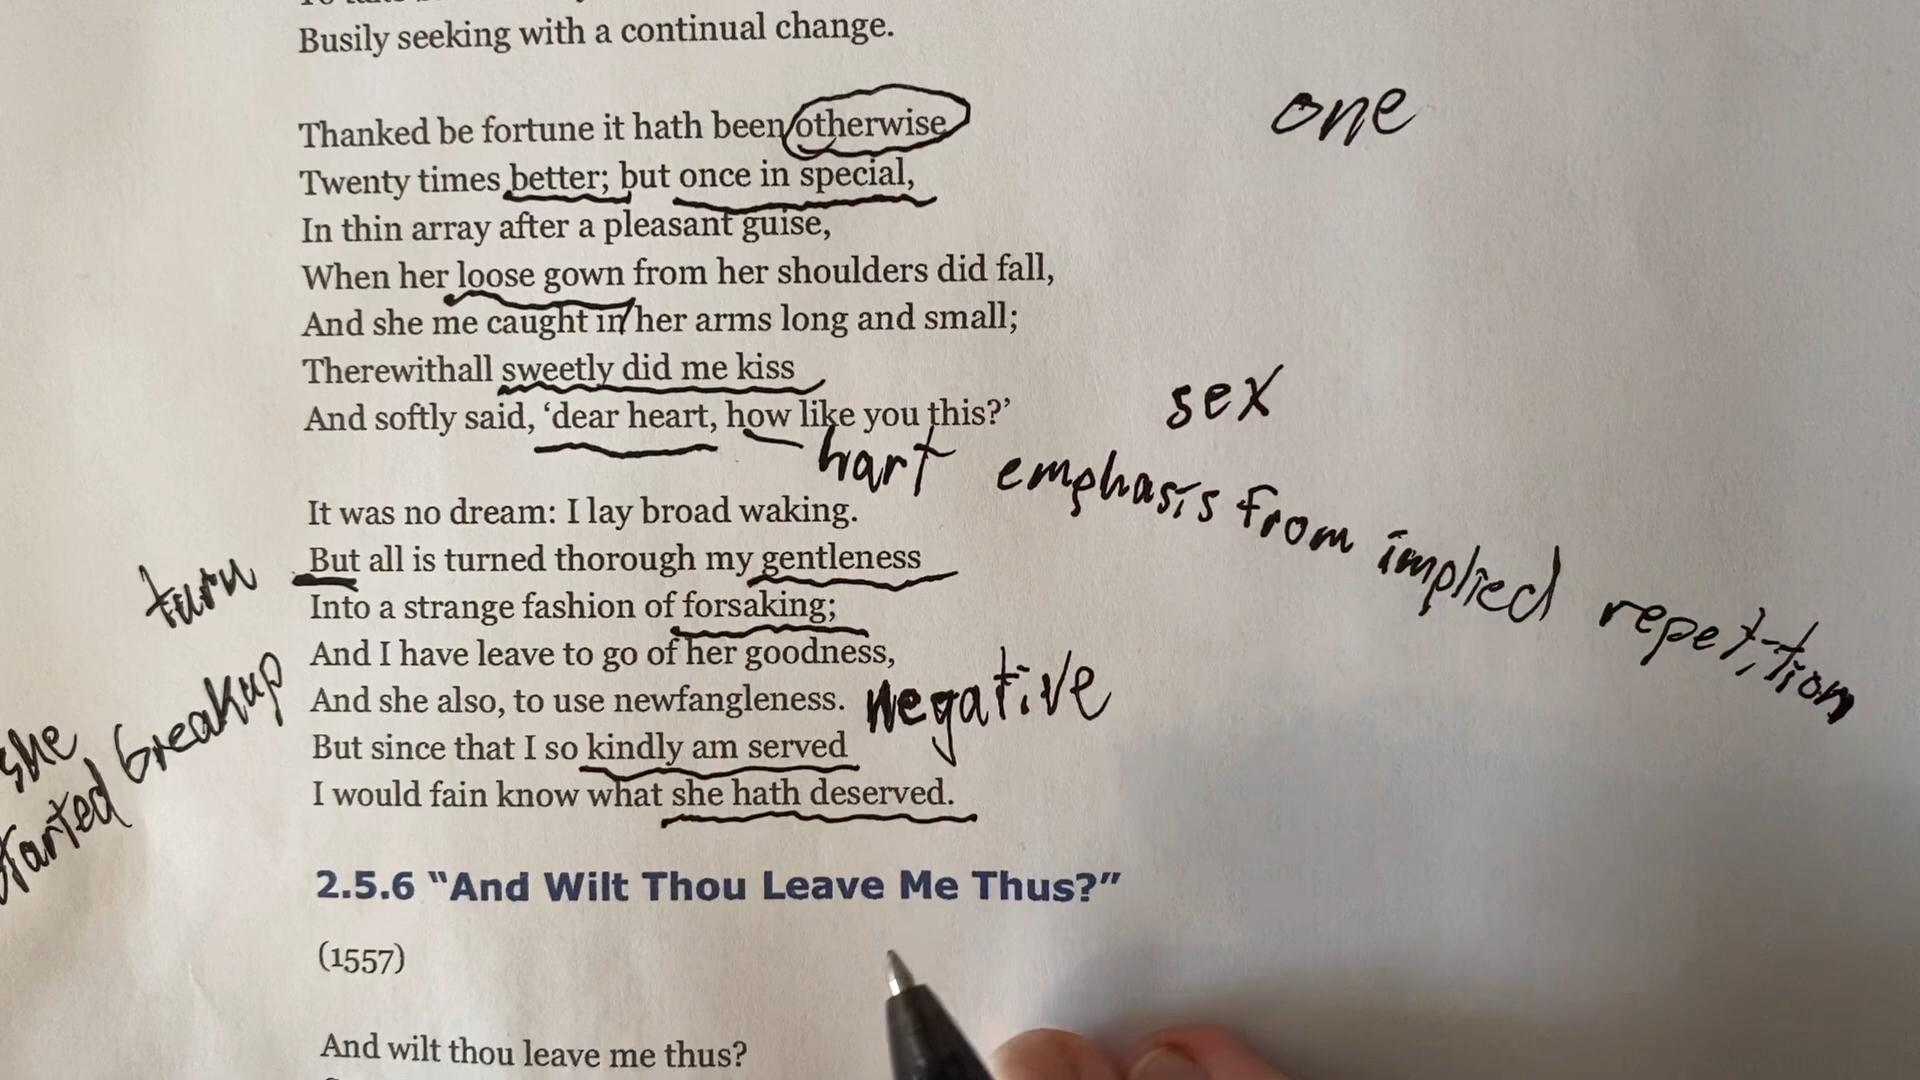 Busily seeking with a continual change.
one
Thanked be fortune it hath been otherwise
Twenty times better; but once in special,
In thin array after a pleasant guise,
When her loose gown from her shoulders did fall,
And she me caught in her arms long and small;
Therewithall sweetly did me kiss
sex
And softly said, ‘dear heart, how like you this?’
hart emphasis from implied repetition
It was no dream: I lay broad waking.
turn
But all is turned thorough my gentleness
Into a strange fashion of forsaking;
And I have leave to go of her goodness,
And she also, to use newfangleness.
negative
she
started breakup
But since that I so kindly am served
I would fain know what she hath deserved.
2.5.6 “And Wilt Thou Leave Me Thus?”
(1557)
And wilt thou leave me thus?